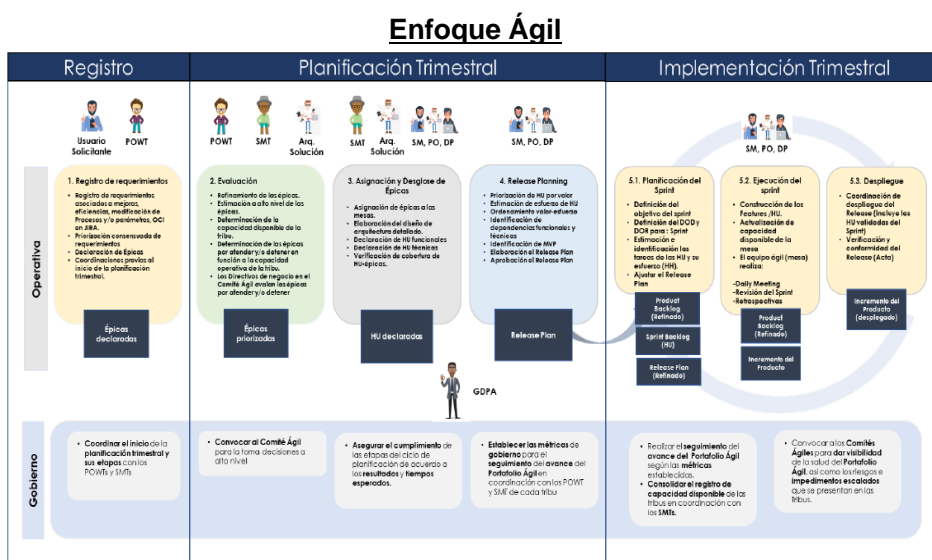 Enfoque Ágil
Registro
Planificación Trimestral
Implementación Trimestral
Operativa
Usuario
Solicitante
POWT
POWT
SMT
Arq.
Solución
SMT
Arq.
Solución
SM, PO, DP
SM, PO, DP
SM, PO, DP
1. Registro de requerimientos
• Registro de requerimientos
asociados a mejoras,
eficiencias, modificación de
Procesos y/o parámetros, OCI
en JIRA.
• Priorización consensuada de
requerimientos
• Declaración de Épicas
• Coordinaciones previas al
inicio de la planificación
trimestral.
Épicas
declaradas
2. Evaluación
• Refinamiento de las épicas.
• Estimación a alto nivel de las
épicas.
• Determinación de la
capacidad disponible de la
tribu.
• Determinación de las épicas
por atender y/o detener en
función a la capacidad
operativa de la tribu.
• Los Directivos de negocio en el
Comité Ágil evalúan las épicas
por atender y/o detener
Épicas
priorizadas
3. Asignación y Desglose de
Épicas
• Asignación de épicas a las
mesas.
• Elaboración del diseño de
arquitectura detallado.
• Declaración de HU funcionales
• Declaración de HU técnicas
• Verificación de cobertura de
HU-épicas.
HU declaradas
4. Release Planning
• Priorización de HU por valor
• Estimación de esfuerzo de HU
• Ordenamiento valor-esfuerzo
• Identificación de
dependencias funcionales y
técnicas
• Identificación de MVP
• Elaboración el Release Plan
• Aprobación el Release Plan
Release Plan
5.1. Planificación del
Sprint
• Definición del
objetivo del sprint
• Definición del DOD y
DOR para : Sprint
• Estimación e
identificación las
tareas de las HU y su
esfuerzo (HH).
• Ajustar el Release
Plan
Product
Backlog
(Refinado)
Sprint Backlog
(HU)
Release Plan
(Refinado)
5.2. Ejecución del
sprint
• Construcción de los
Features /HU.
• Actualización de
capacidad
disponible de la
mesa
• El equipo ágil (mesa)
realiza:
-Daily Meeting
-Revisión del Sprint
-Retrospectivas
Product
Backlog
(Refinado)
Incremento del
Producto
5.3. Despliegue
• Coordinación de
despliegue del
Release (incluye las
HU validadas del
Sprint)
• Verificación y
conformidad del
Release (Acta)
Incremento del
Producto
(desplegado)
GDPA
Gobierno
• Coordinar el inicio de la
planificación trimestral y
sus etapas con los
POWTs y SMTs
• Convocar al Comité Ágil
para la toma decisiones a
alto nivel
• Asegurar el cumplimiento de
las etapas del ciclo de
planificación de acuerdo a
los resultados y tiempos
esperados.
• Establecer las métricas de
gobierno para el
seguimiento del avance del
Portafolio Ágil en
coordinación con los POWT
y SMT de cada tribu
• Realizar el seguimiento del
avance del Portafolio Ágil
según las métricas
establecidas.
• Consolidar el registro de
capacidad disponible de las
tribus en coordinación con
los SMTs.
• Convocar a los Comités
Ágiles para dar visibilidad
de la salud del Portafolio
Ágil, así como los riesgos e
impedimentos escalados
que se presentan en las
Tribus.